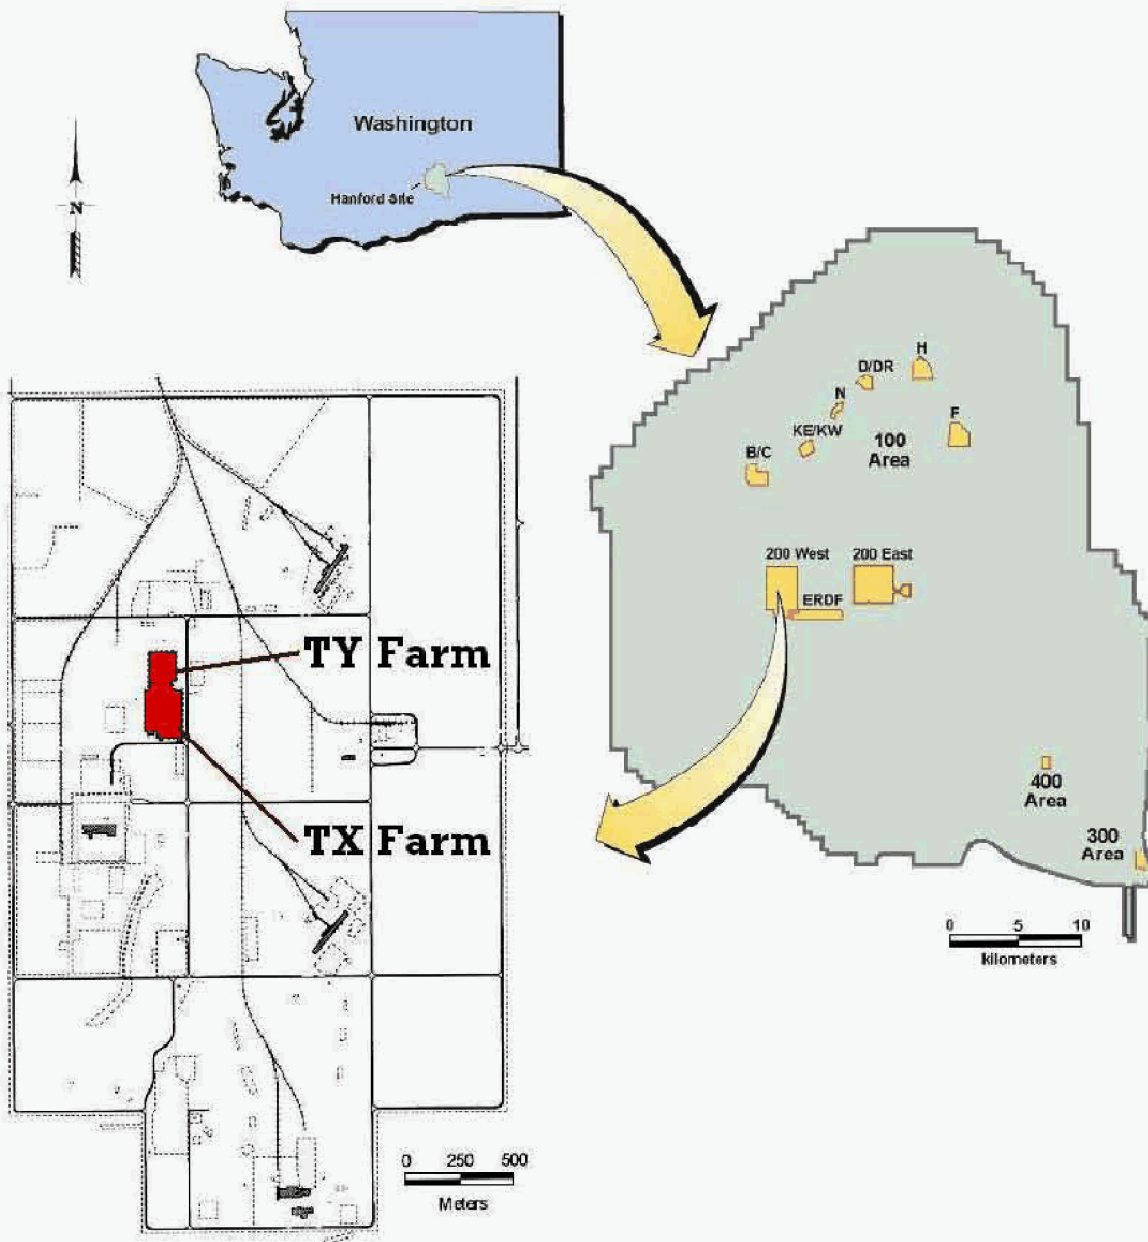 Washington
Hanford Site
N
H
D/DR
N
F
KE/KW
B/C
100
Area
200 West
200 East
ERDF
TY Farm
TX Farm
400
Area
300
Area
0 5 10
kilometers
0 250 500
Meters